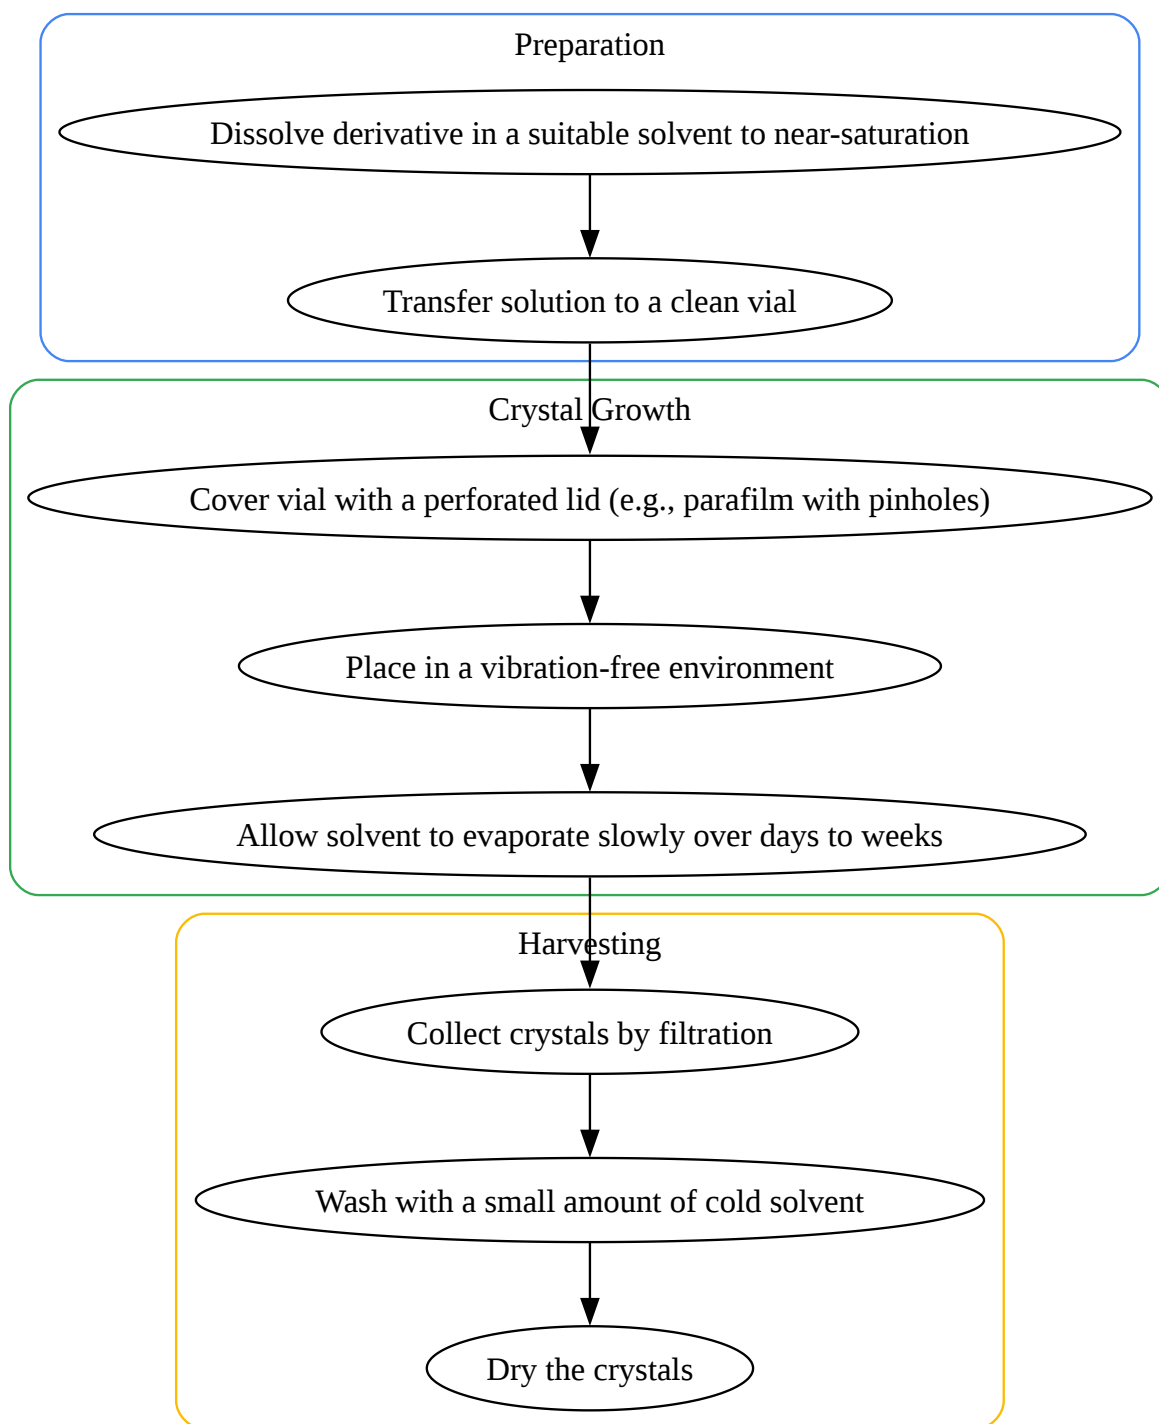 Preparation
Dissolve derivative in a suitable solvent to near-saturation
Transfer solution to a clean vial
Crystal Growth
Cover vial with a perforated lid (e.g., parafilm with pinholes)
Place in a vibration-free environment
Allow solvent to evaporate slowly over days to weeks
Harvesting
Collect crystals by filtration
Wash with a small amount of cold solvent
Dry the crystals